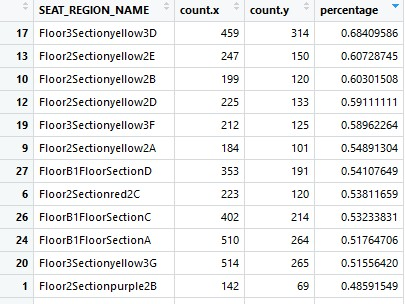 SEAT_REGION_NAME count.x count.y percentage
17 Floor3Sectionyellow3D 459 314 0.68409586
13 Floor2Sectionyellow2E 247 150 0.60728745
10 Floor2Sectionyellow2B 199 120 0.60301508
12 Floor2Sectionyellow2D 225 133 0.59111111
19 Floor3Sectionyellow3F 212 125 0.58962264
9 Floor2Sectionyellow2A 184 101 0.54891304
27 FloorB1FloorSectionD 353 191 0.54107649
6 Floor2Sectionred2C 223 120 0.53811659
26 FloorB1FloorSectionC 402 214 0.53233831
24 FloorB1FloorSectionA 510 264 0.51764706
20 Floor3Sectionyellow3G 514 265 0.51556420
1 Floor2Sectionpurple2B 142 69 0.48591549